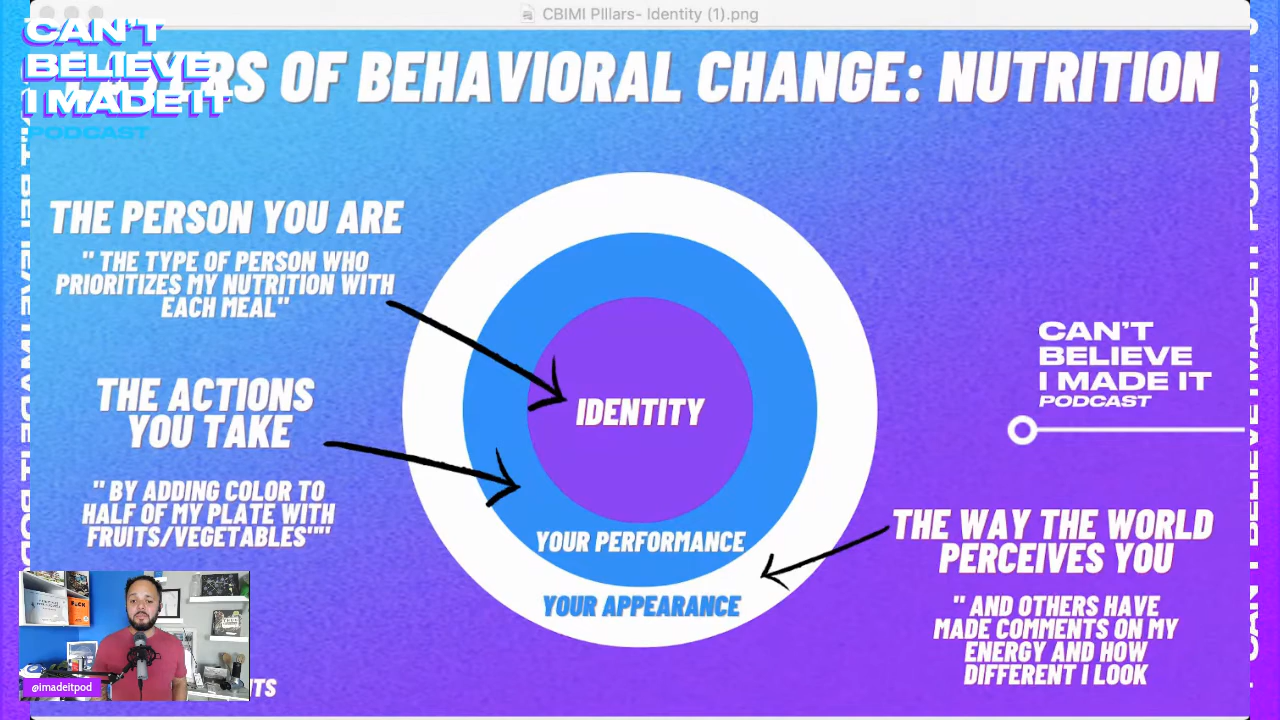 CBIMI PIllars- Identity (1).png
CAN'T
BELIEVE
I MADE IT
PODCAST
OF BEHAVIORAL CHANGE: NUTRITION
THE PERSON YOU ARE
" THE TYPE OF PERSON WHO
PRIORITIZES MY NUTRITION WITH
EACH MEAL"
THE ACTIONS
YOU TAKE
" BY ADDING COLOR TO
HALF OF MY PLATE WITH
FRUITS/VEGETABLES""
IDENTITY
YOUR PERFORMANCE
YOUR APPEARANCE
CAN'T
BELIEVE
I MADE IT
PODCAST
THE WAY THE WORLD
PERCEIVES YOU
" AND OTHERS HAVE
MADE COMMENTS ON MY
ENERGY AND HOW
DIFFERENT I LOOK
@imadeitpod